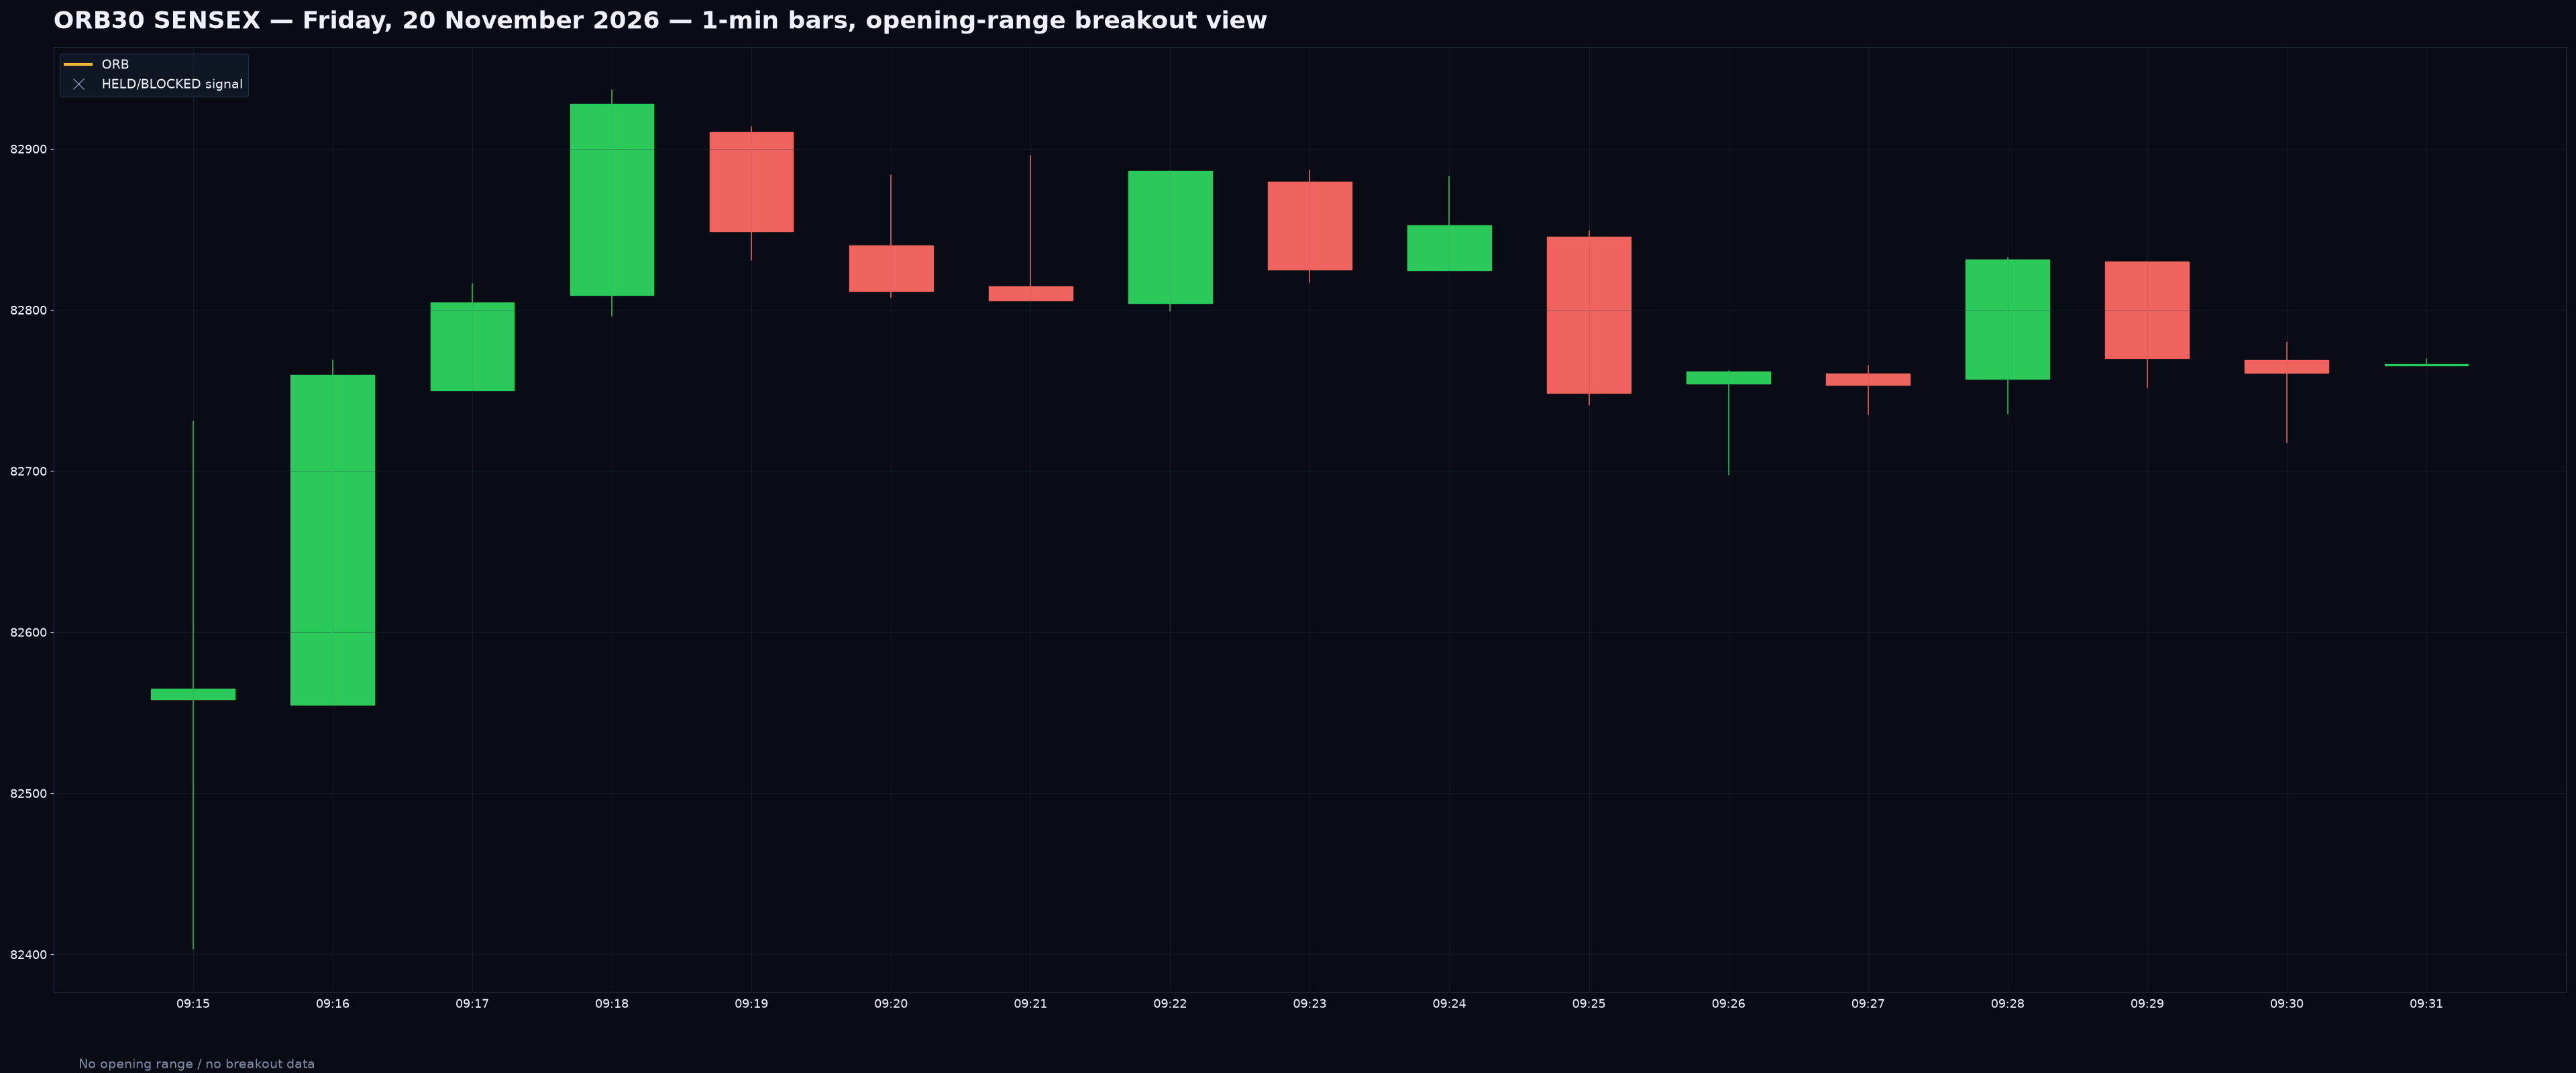 ORB30 SENSEX — Friday, 20 November 2026 — 1-min bars, opening-range breakout view
ORB
HELD/BLOCKED signal
82900
82800
82700
82600
82500
82400
09:15 09:16 09:17 09:18 09:19 09:20 09:21 09:22 09:23 09:24 09:25 09:26 09:27 09:28 09:29 09:30 09:31
No opening range / no breakout data